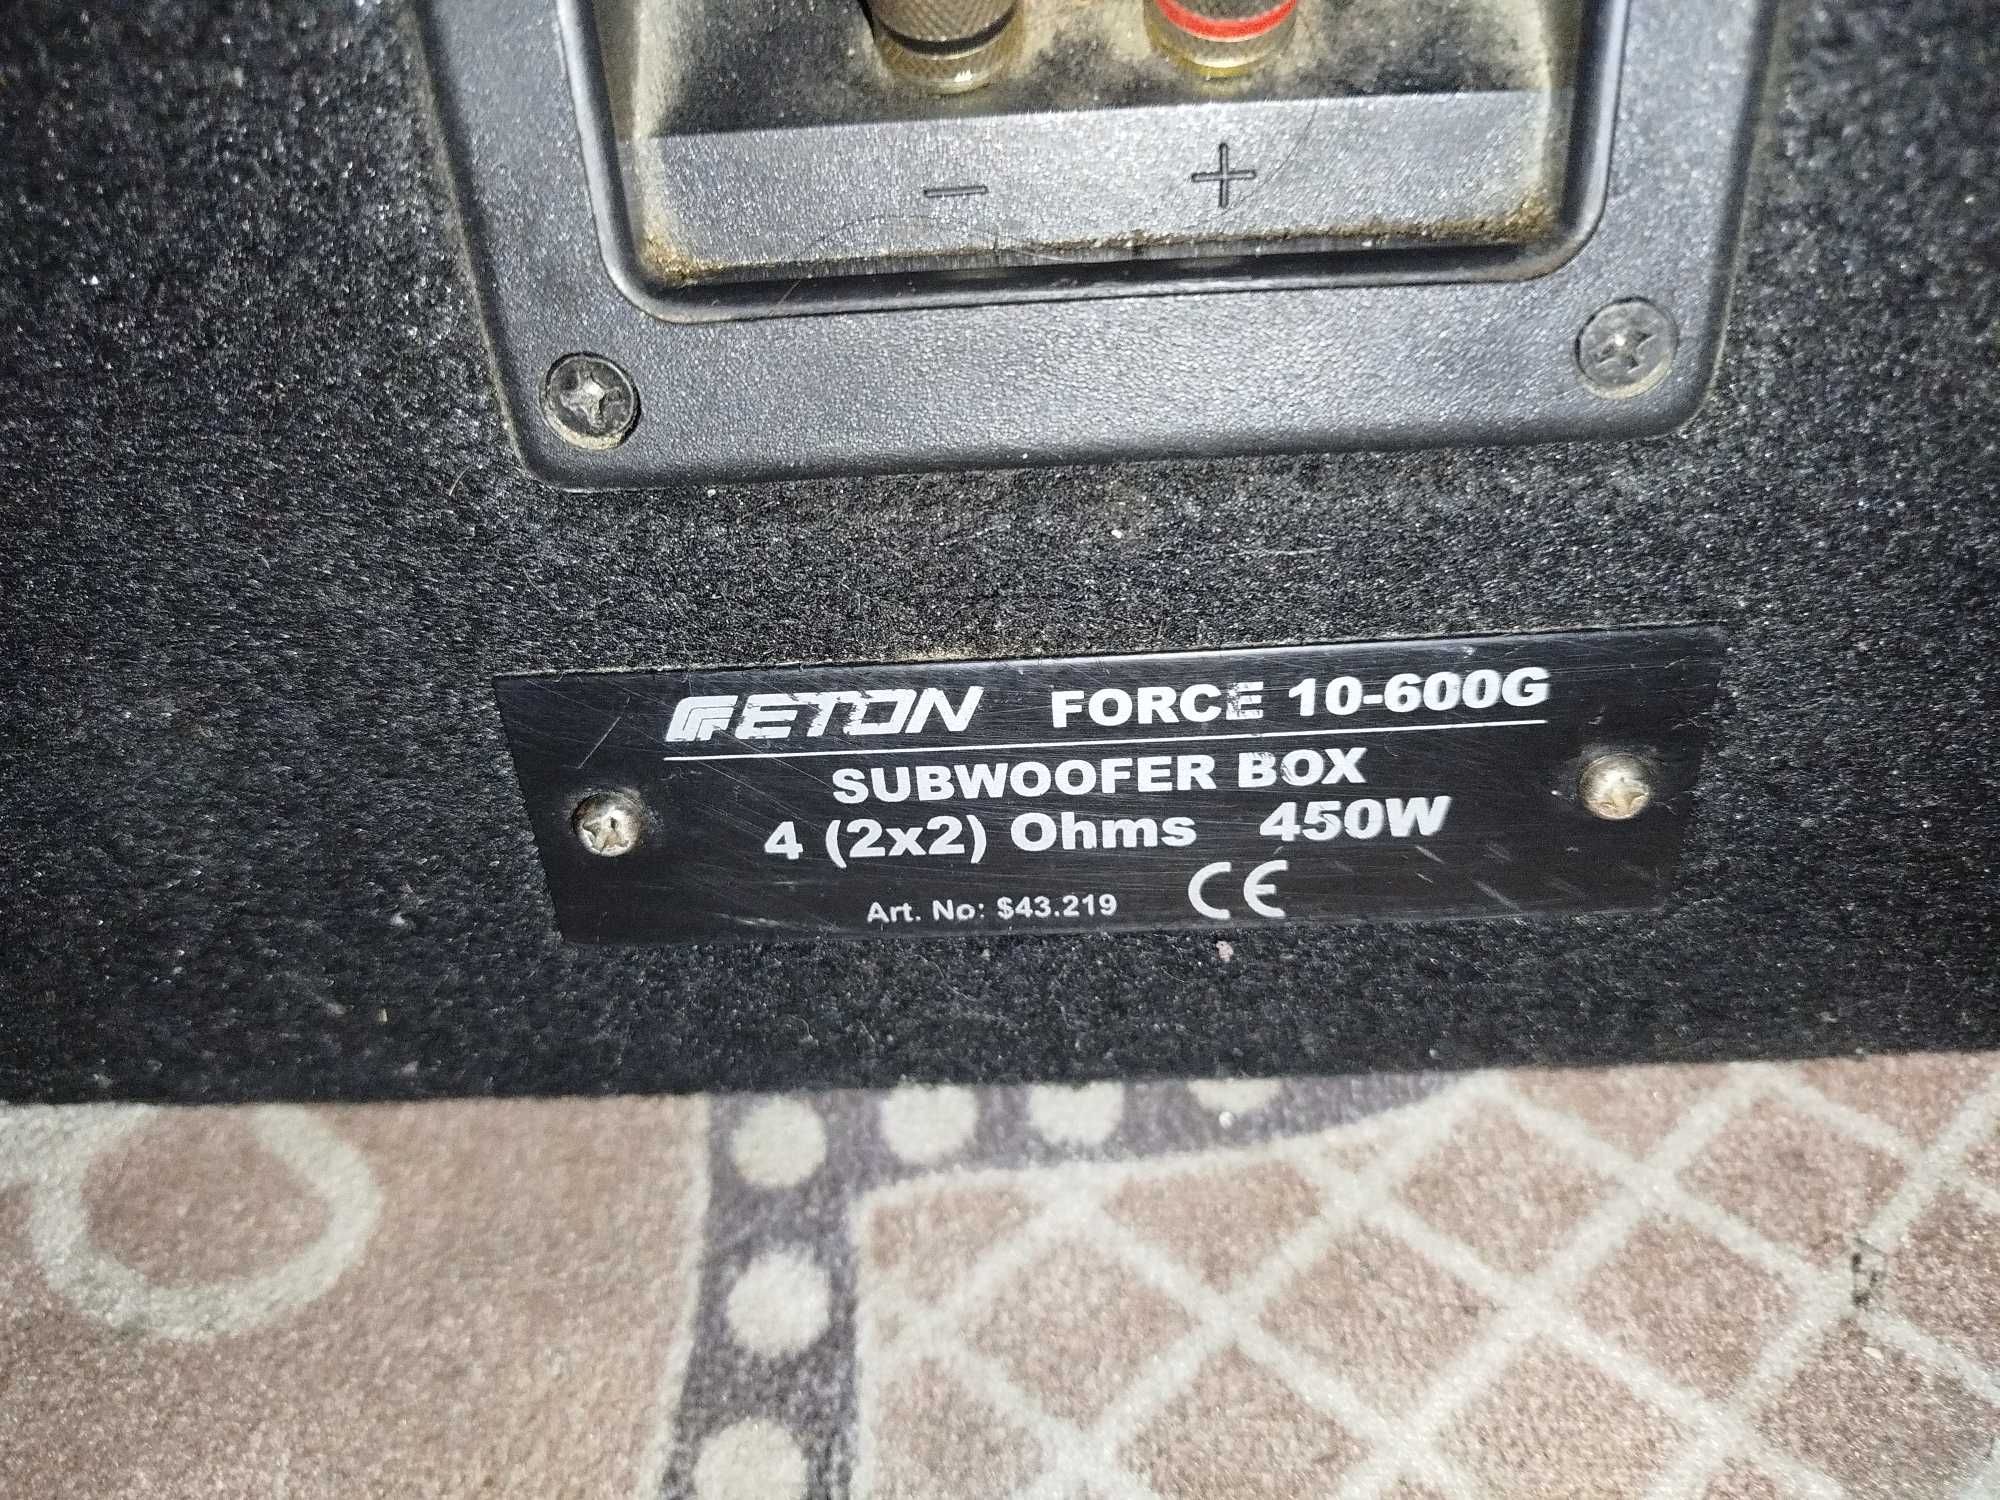 − +
ETON FORCE 10-600G
SUBWOOFER BOX
4 (2x2) Ohms 450W
Art. No: $43.219 CE